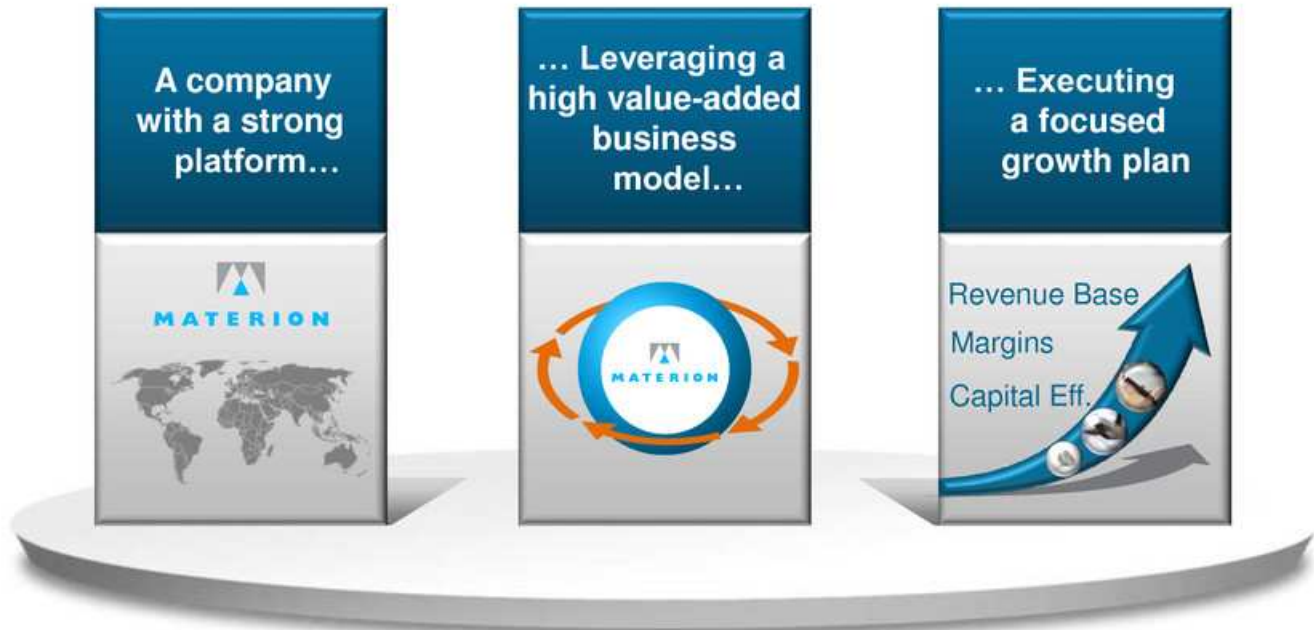 A company
with a strong
platform…
… Leveraging a
high value-added
business
model…
… Executing
a focused
growth plan
MATERION
MATERION
Revenue Base
Margins
Capital Eff.